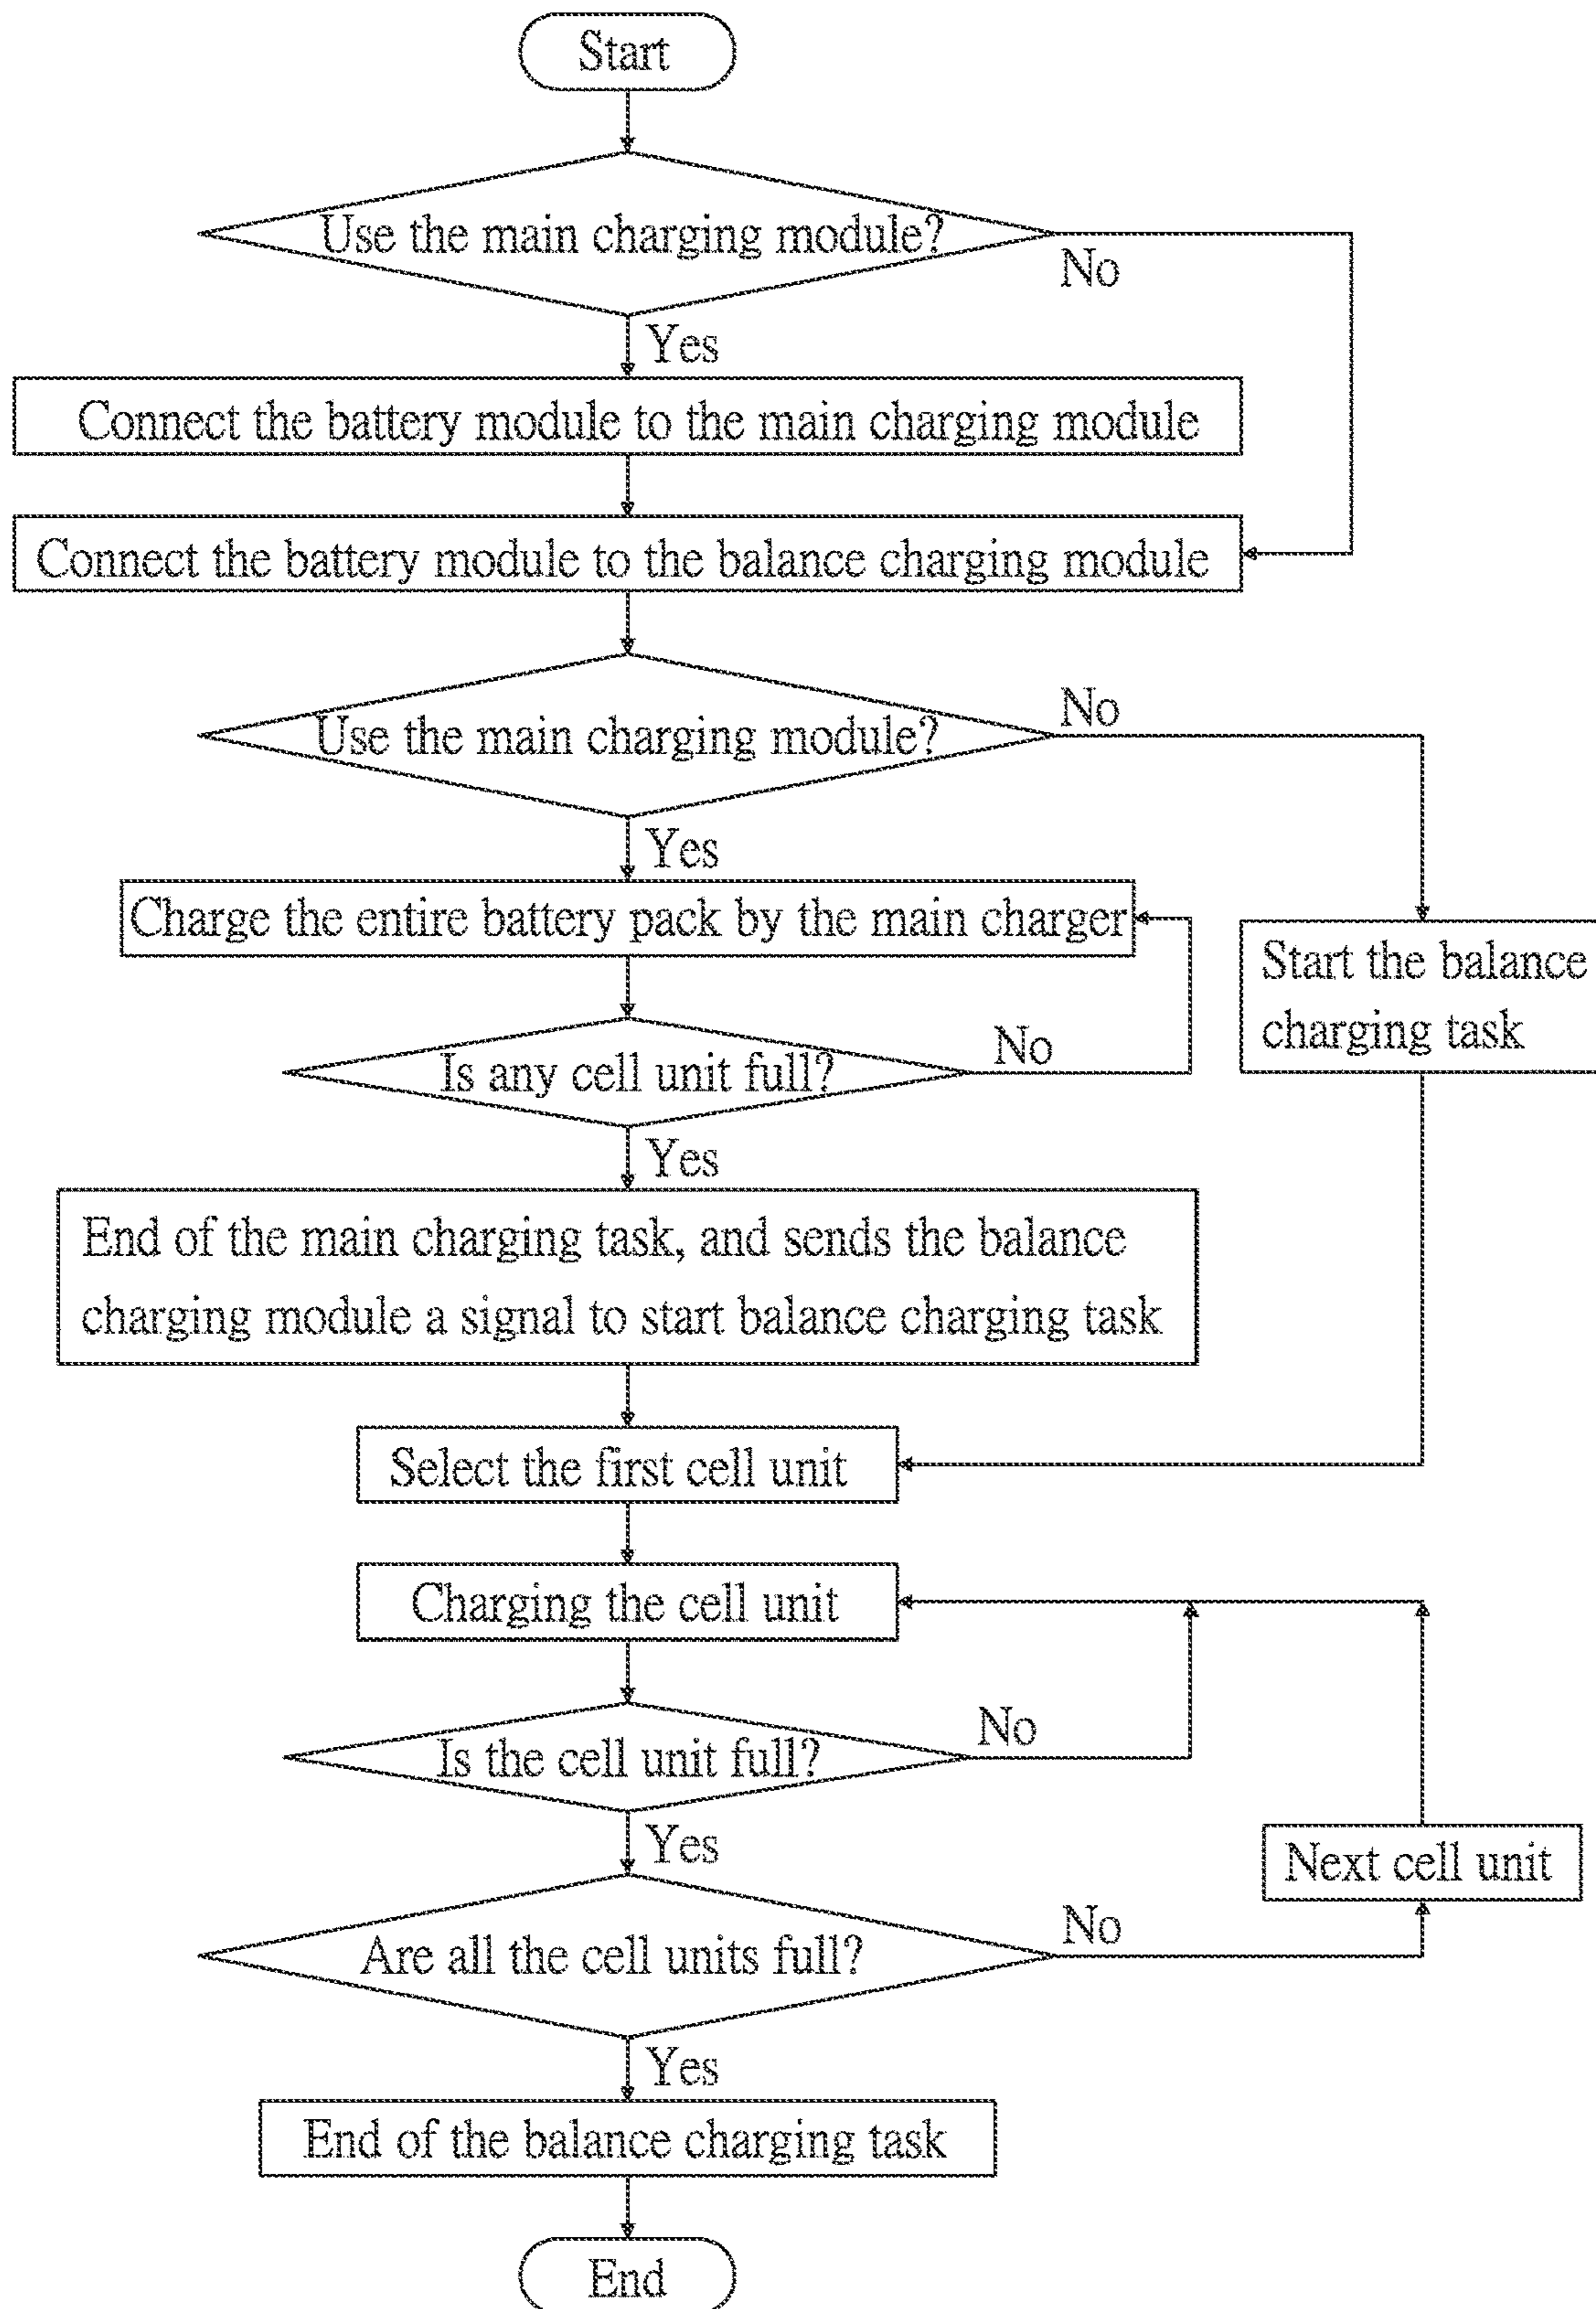 Start
Use the main charging module?
No
Yes
Connect the battery module to the main charging module
Connect the battery module to the balance charging module
Use the main charging module?
No
Yes
Charge the entire battery pack by the main charger
Start the balance
charging task
Is any cell unit full?
No
Yes
End of the main charging task, and sends the balance
charging module a signal to start balance charging task
Select the first cell unit
Charging the cell unit
Is the cell unit full?
No
Yes
Next cell unit
Are all the cell units full?
No
Yes
End of the balance charging task
End